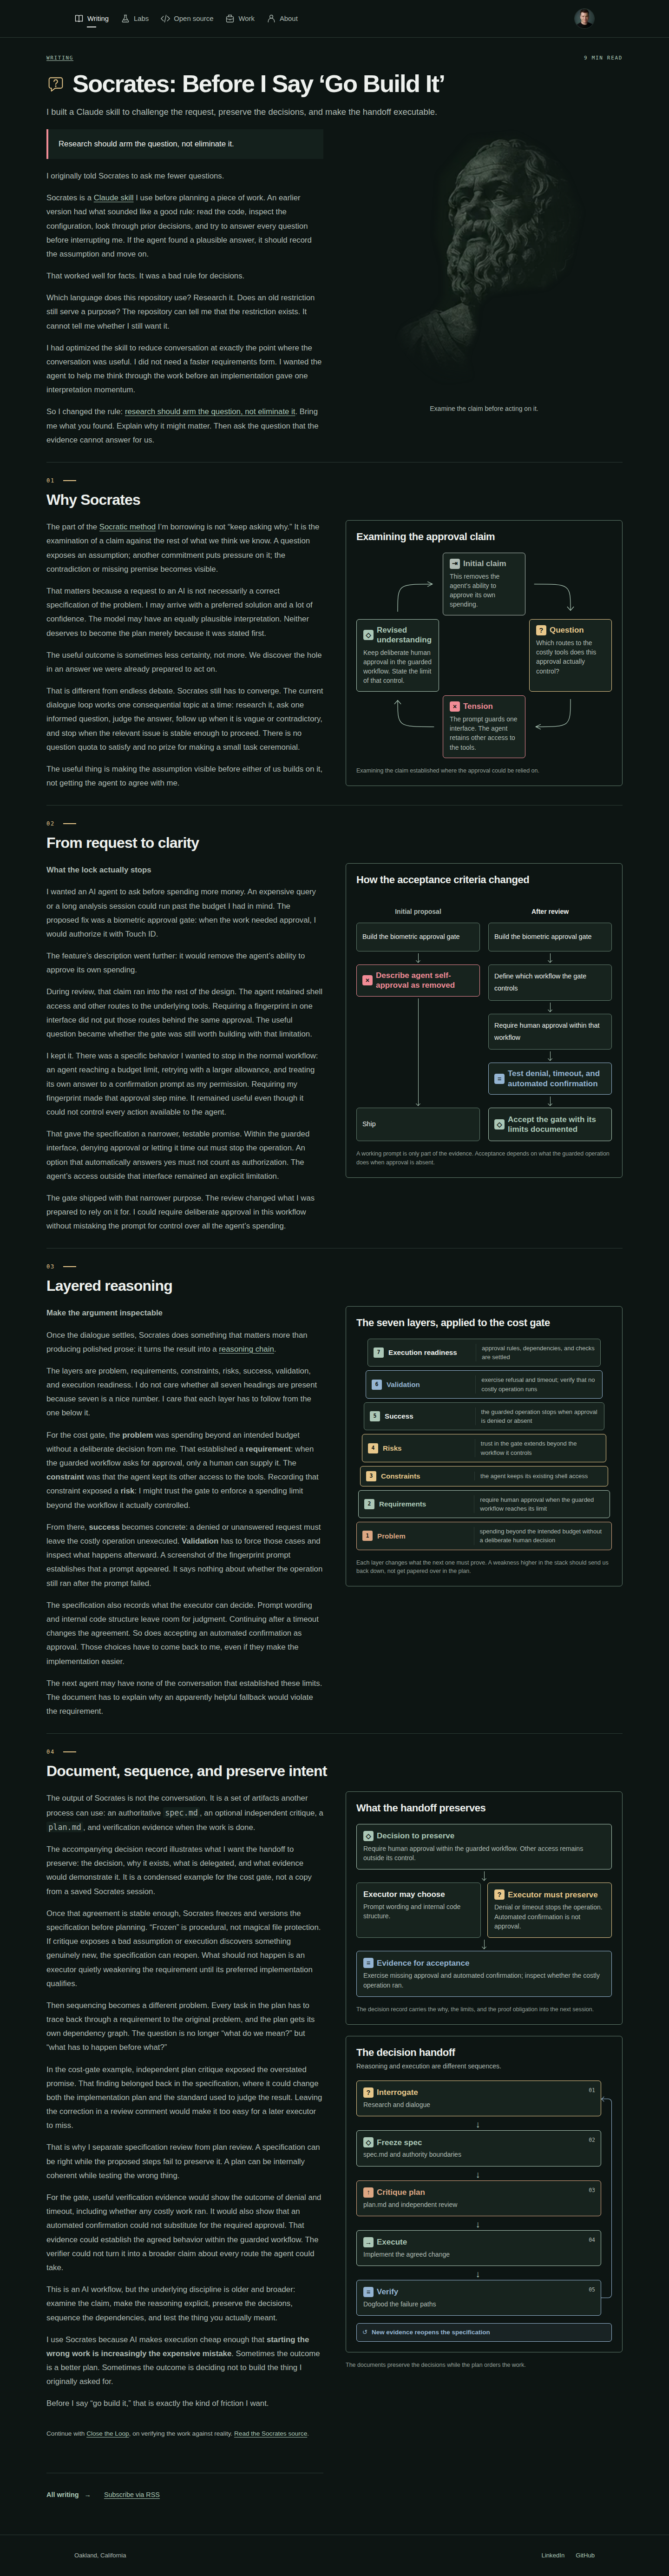 Writing
Labs
Open source
Work
About
WRITING
9 MIN READ
Socrates: Before I Say ‘Go Build It’
I built a Claude skill to challenge the request, preserve the decisions, and make the handoff executable.
Research should arm the question, not eliminate it.
I originally told Socrates to ask me fewer questions.
Socrates is a Claude skill I use before planning a piece of work. An earlier
version had what sounded like a good rule: read the code, inspect the
configuration, look through prior decisions, and try to answer every question
before interrupting me. If the agent found a plausible answer, it should record
the assumption and move on.
That worked well for facts. It was a bad rule for decisions.
Which language does this repository use? Research it. Does an old restriction
still serve a purpose? The repository can tell me that the restriction exists. It
cannot tell me whether I still want it.
I had optimized the skill to reduce conversation at exactly the point where the
conversation was useful. I did not need a faster requirements form. I wanted the
agent to help me think through the work before an implementation gave one
interpretation momentum.
So I changed the rule: research should arm the question, not eliminate it. Bring
me what you found. Explain why it might matter. Then ask the question that the
evidence cannot answer for us.
Examine the claim before acting on it.
01
Why Socrates
The part of the Socratic method I’m borrowing is not “keep asking why.” It is the
examination of a claim against the rest of what we think we know. A question
exposes an assumption; another commitment puts pressure on it; the
contradiction or missing premise becomes visible.
That matters because a request to an AI is not necessarily a correct
specification of the problem. I may arrive with a preferred solution and a lot of
confidence. The model may have an equally plausible interpretation. Neither
deserves to become the plan merely because it was stated first.
The useful outcome is sometimes less certainty, not more. We discover the hole
in an answer we were already prepared to act on.
That is different from endless debate. Socrates still has to converge. The current
dialogue loop works one consequential topic at a time: research it, ask one
informed question, judge the answer, follow up when it is vague or contradictory,
and stop when the relevant issue is stable enough to proceed. There is no
question quota to satisfy and no prize for making a small task ceremonial.
The useful thing is making the assumption visible before either of us builds on it,
not getting the agent to agree with me.
Examining the approval claim
Initial claim
This removes the
agent’s ability to
approve its own
spending.
Revised
understanding
Keep deliberate human
approval in the guarded
workflow. State the limit
of that control.
? Question
Which routes to the
costly tools does this
approval actually
control?
× Tension
The prompt guards one
interface. The agent
retains other access to
the tools.
Examining the claim established where the approval could be relied on.
02
From request to clarity
What the lock actually stops
I wanted an AI agent to ask before spending more money. An expensive query
or a long analysis session could run past the budget I had in mind. The
proposed fix was a biometric approval gate: when the work needed approval, I
would authorize it with Touch ID.
The feature’s description went further: it would remove the agent’s ability to
approve its own spending.
During review, that claim ran into the rest of the design. The agent retained shell
access and other routes to the underlying tools. Requiring a fingerprint in one
interface did not put those routes behind the same approval. The useful
question became whether the gate was still worth building with that limitation.
I kept it. There was a specific behavior I wanted to stop in the normal workflow:
an agent reaching a budget limit, retrying with a larger allowance, and treating
its own answer to a confirmation prompt as my permission. Requiring my
fingerprint made that approval step mine. It remained useful even though it
could not control every action available to the agent.
That gave the specification a narrower, testable promise. Within the guarded
interface, denying approval or letting it time out must stop the operation. An
option that automatically answers yes must not count as authorization. The
agent’s access outside that interface remained an explicit limitation.
The gate shipped with that narrower purpose. The review changed what I was
prepared to rely on it for. I could require deliberate approval in this workflow
without mistaking the prompt for control over all the agent’s spending.
How the acceptance criteria changed
Initial proposal
After review
Build the biometric approval gate
Build the biometric approval gate
× Describe agent self-
approval as removed
Define which workflow the gate
controls
Require human approval within that
workflow
= Test denial, timeout, and
automated confirmation
Ship
Accept the gate with its
limits documented
A working prompt is only part of the evidence. Acceptance depends on what the guarded operation
does when approval is absent.
03
Layered reasoning
Make the argument inspectable
Once the dialogue settles, Socrates does something that matters more than
producing polished prose: it turns the result into a reasoning chain.
The layers are problem, requirements, constraints, risks, success, validation,
and execution readiness. I do not care whether all seven headings are present
because seven is a nice number. I care that each layer has to follow from the
one below it.
For the cost gate, the problem was spending beyond an intended budget
without a deliberate decision from me. That established a requirement: when
the guarded workflow asks for approval, only a human can supply it. The
constraint was that the agent kept its other access to the tools. Recording that
constraint exposed a risk: I might trust the gate to enforce a spending limit
beyond the workflow it actually controlled.
From there, success becomes concrete: a denied or unanswered request must
leave the costly operation unexecuted. Validation has to force those cases and
inspect what happens afterward. A screenshot of the fingerprint prompt
establishes that a prompt appeared. It says nothing about whether the operation
still ran after the prompt failed.
The specification also records what the executor can decide. Prompt wording
and internal code structure leave room for judgment. Continuing after a timeout
changes the agreement. So does accepting an automated confirmation as
approval. Those choices have to come back to me, even if they make the
implementation easier.
The next agent may have none of the conversation that established these limits.
The document has to explain why an apparently helpful fallback would violate
the requirement.
The seven layers, applied to the cost gate
7 Execution readiness
approval rules, dependencies, and checks
are settled
6 Validation
exercise refusal and timeout; verify that no
costly operation runs
5 Success
the guarded operation stops when approval
is denied or absent
4 Risks
trust in the gate extends beyond the
workflow it controls
3 Constraints
the agent keeps its existing shell access
2 Requirements
require human approval when the guarded
workflow reaches its limit
1 Problem
spending beyond the intended budget without
a deliberate human decision
Each layer changes what the next one must prove. A weakness higher in the stack should send us
back down, not get papered over in the plan.
04
Document, sequence, and preserve intent
The output of Socrates is not the conversation. It is a set of artifacts another
process can use: an authoritative spec.md, an optional independent critique, a
plan.md, and verification evidence when the work is done.
The accompanying decision record illustrates what I want the handoff to
preserve: the decision, why it exists, what is delegated, and what evidence
would demonstrate it. It is a condensed example for the cost gate, not a copy
from a saved Socrates session.
Once that agreement is stable enough, Socrates freezes and versions the
specification before planning. “Frozen” is procedural, not magical file protection.
If critique exposes a bad assumption or execution discovers something
genuinely new, the specification can reopen. What should not happen is an
executor quietly weakening the requirement until its preferred implementation
qualifies.
Then sequencing becomes a different problem. Every task in the plan has to
trace back through a requirement to the original problem, and the plan gets its
own dependency graph. The question is no longer “what do we mean?” but
“what has to happen before what?”
In the cost-gate example, independent plan critique exposed the overstated
promise. That finding belonged back in the specification, where it could change
both the implementation plan and the standard used to judge the result. Leaving
the correction in a review comment would make it too easy for a later executor
to miss.
That is why I separate specification review from plan review. A specification can
be right while the proposed steps fail to preserve it. A plan can be internally
coherent while testing the wrong thing.
For the gate, useful verification evidence would show the outcome of denial and
timeout, including whether any costly work ran. It would also show that an
automated confirmation could not substitute for the required approval. That
evidence could establish the agreed behavior within the guarded workflow. The
verifier could not turn it into a broader claim about every route the agent could
take.
This is an AI workflow, but the underlying discipline is older and broader:
examine the claim, make the reasoning explicit, preserve the decisions,
sequence the dependencies, and test the thing you actually meant.
I use Socrates because AI makes execution cheap enough that starting the
wrong work is increasingly the expensive mistake. Sometimes the outcome
is a better plan. Sometimes the outcome is deciding not to build the thing I
originally asked for.
Before I say “go build it,” that is exactly the kind of friction I want.
Continue with Close the Loop, on verifying the work against reality. Read the Socrates source.
What the handoff preserves
Decision to preserve
Require human approval within the guarded workflow. Other access remains
outside its control.
Executor may choose
Prompt wording and internal code
structure.
? Executor must preserve
Denial or timeout stops the operation.
Automated confirmation is not
approval.
= Evidence for acceptance
Exercise missing approval and automated confirmation; inspect whether the costly
operation ran.
The decision record carries the why, the limits, and the proof obligation into the next session.
The decision handoff
Reasoning and execution are different sequences.
? Interrogate 01
Research and dialogue
Freeze spec 02
spec.md and authority boundaries
Critique plan 03
plan.md and independent review
Execute 04
Implement the agreed change
= Verify 05
Dogfood the failure paths
↺ New evidence reopens the specification
The documents preserve the decisions while the plan orders the work.
All writing →
Subscribe via RSS
Oakland, California
LinkedIn
GitHub